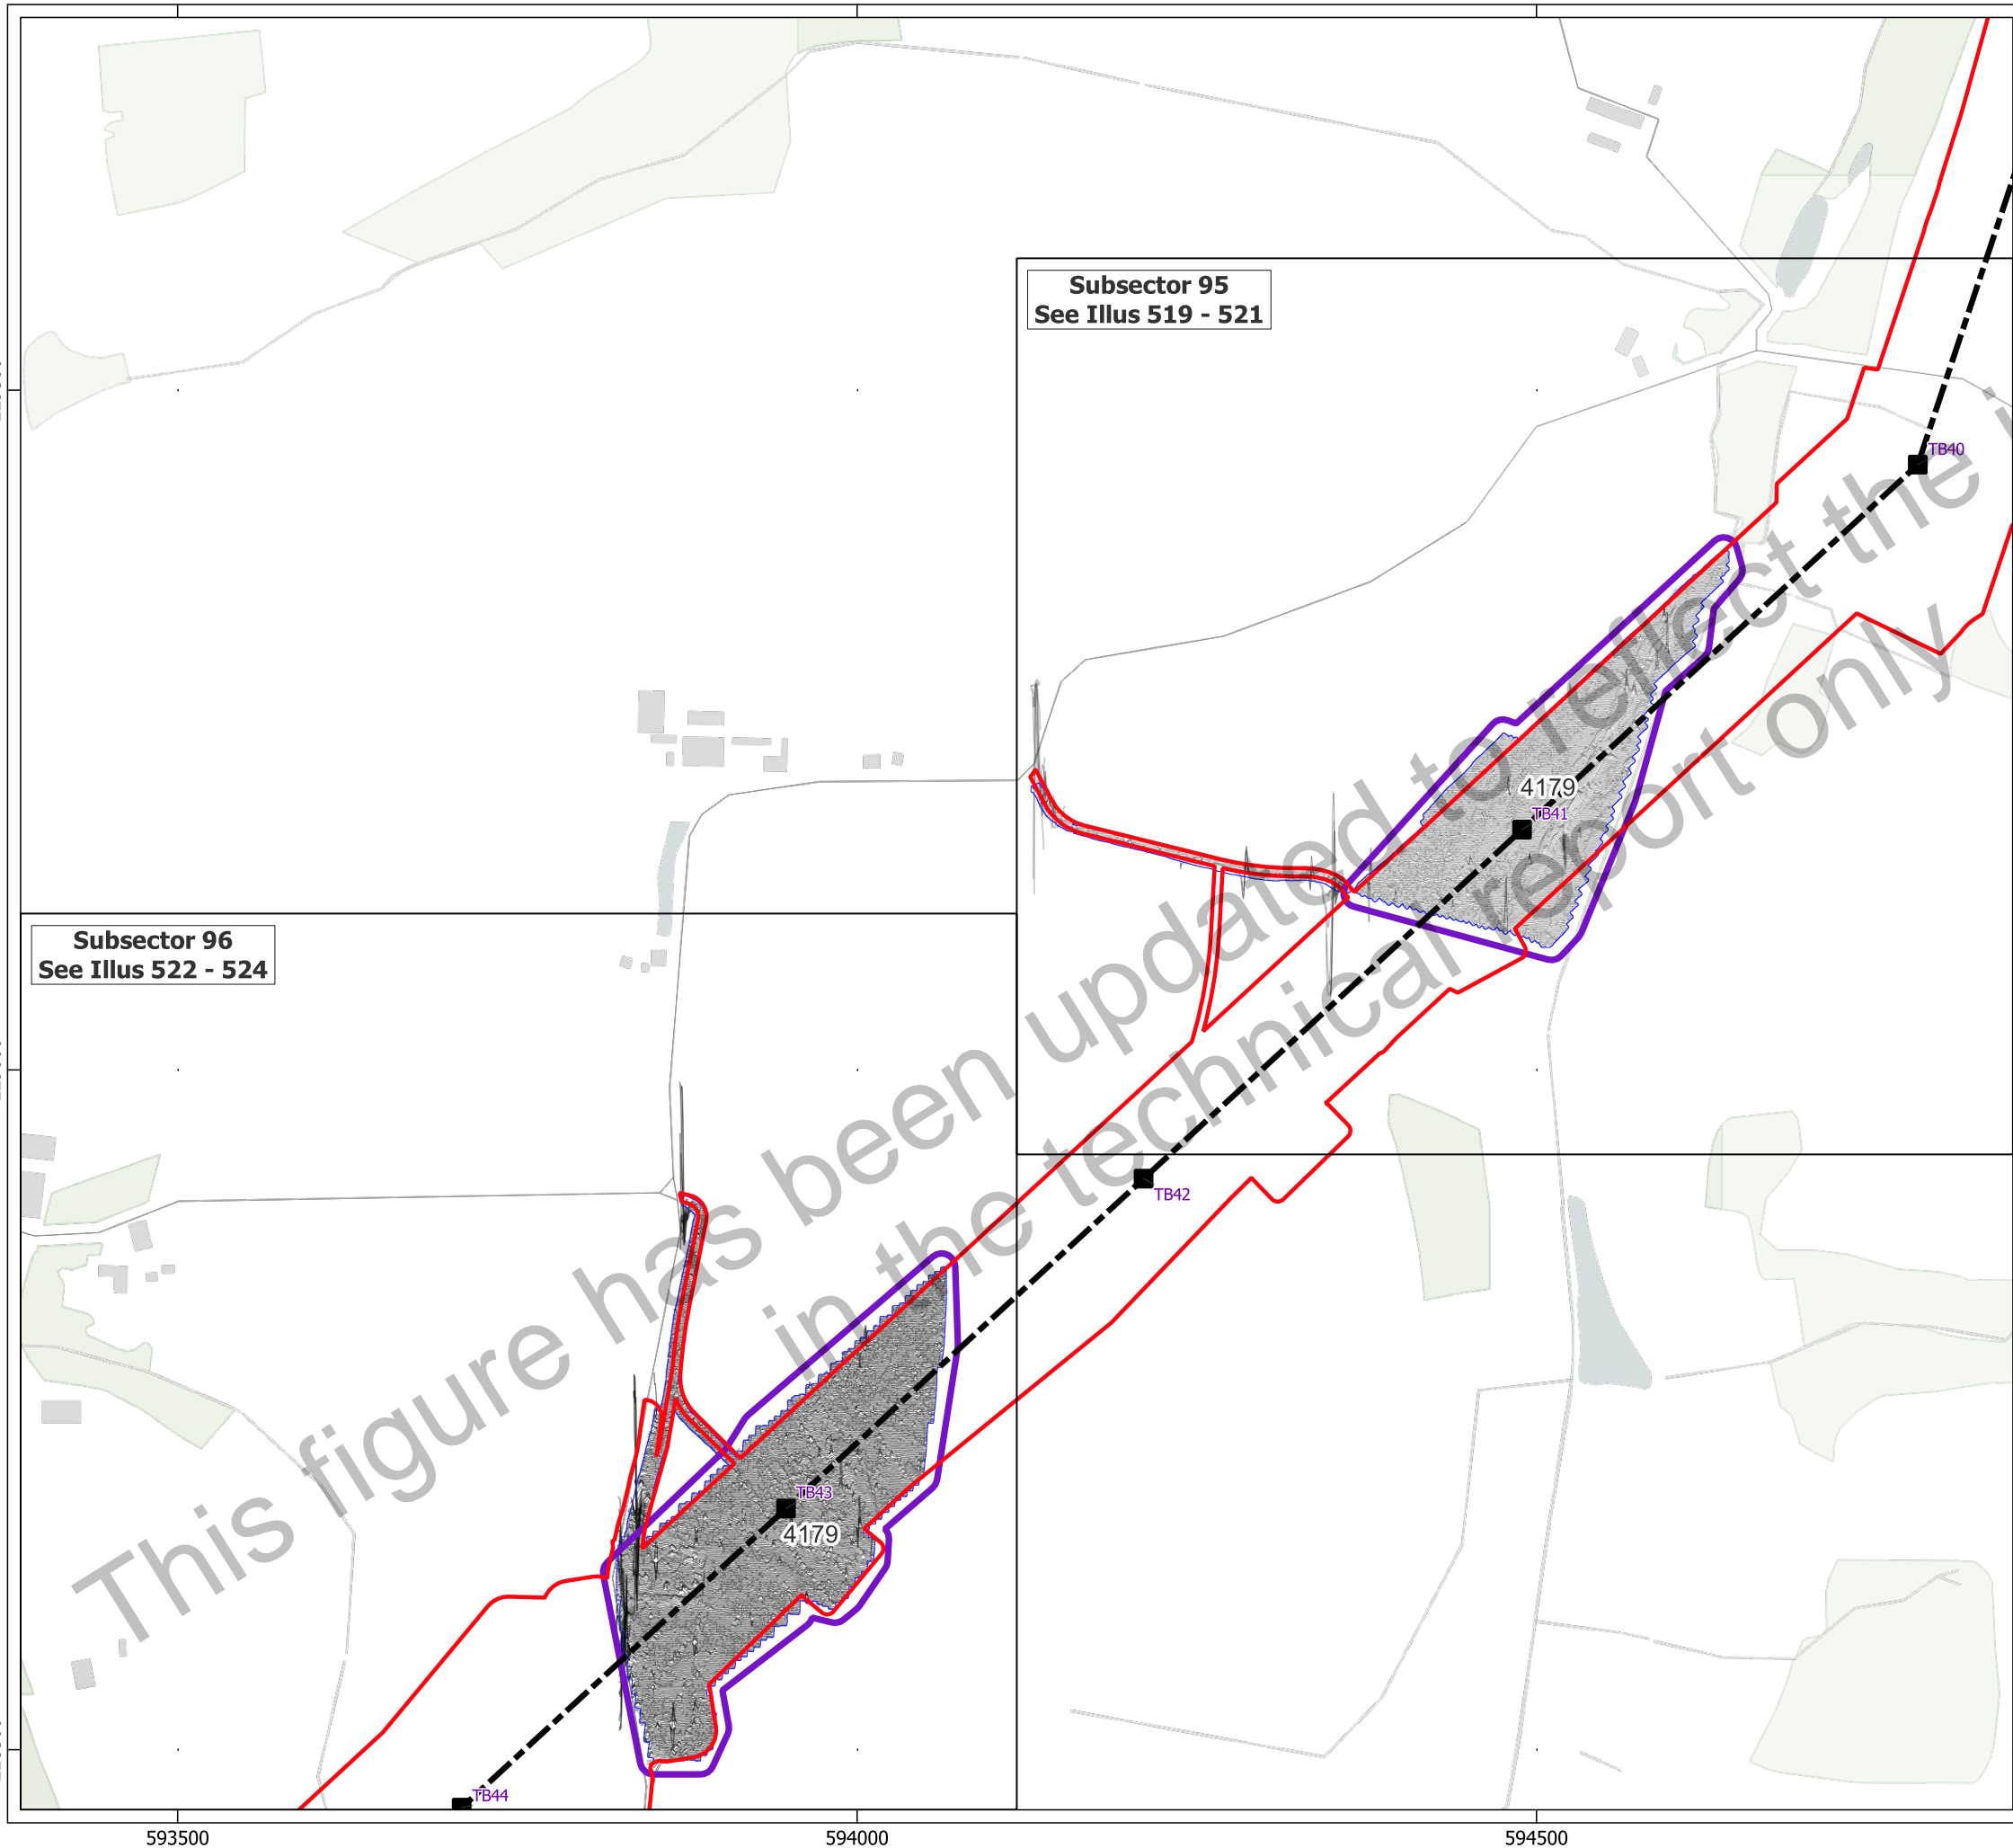 Subsector 95
See Illus 519 - 521
TB40
4179
TB41
Subsector 96
See Illus 522 - 524
TB42
TB43
4179
TB44
This figure has been updated to reflect the
in the technical report only
593500
594000
594500